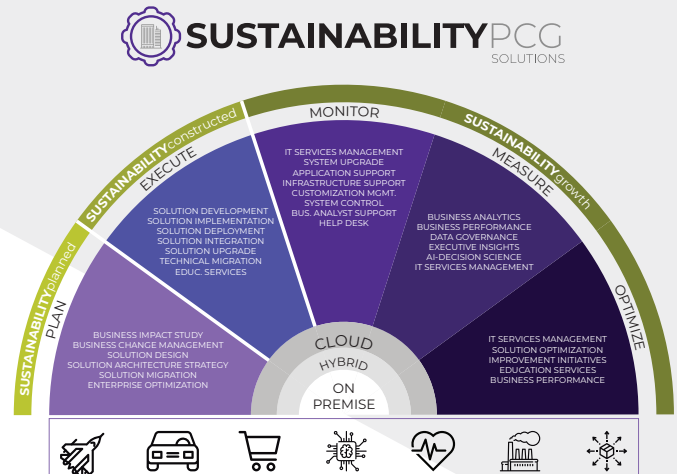 SUSTAINABILITYPCG
SOLUTIONS
SUSTAINABILITYplanned
SUSTAINABILITYconstructed
SUSTAINABILITYgrowth
PLAN
BUSINESS IMPACT STUDY
BUSINESS CHANGE MANAGEMENT
SOLUTION DESIGN
SOLUTION ARCHITECTURE STRATEGY
SOLUTION MIGRATION
ENTERPRISE OPTIMIZATION
EXECUTE
SOLUTION DEVELOPMENT
SOLUTION IMPLEMENTATION
SOLUTION DEPLOYMENT
SOLUTION INTEGRATION
SOLUTION UPGRADE
TECHNICAL MIGRATION
EDUC. SERVICES
MONITOR
IT SERVICES MANAGEMENT
SYSTEM UPGRADE
APPLICATION SUPPORT
INFRASTRUCTURE SUPPORT
CUSTOMIZATION MGMT.
SYSTEM CONTROL
BUS. ANALYST SUPPORT
HELP DESK
MEASURE
BUSINESS ANALYTICS
BUSINESS PERFORMANCE
DATA GOVERNANCE
EXECUTIVE INSIGHTS
AI-DECISION SCIENCE
IT SERVICES MANAGEMENT
OPTIMIZE
IT SERVICES MANAGEMENT
SOLUTION OPTIMIZATION
IMPROVEMENT INITIATIVES
EDUCATION SERVICES
BUSINESS PERFORMANCE
CLOUD
HYBRID
ON
PREMISE